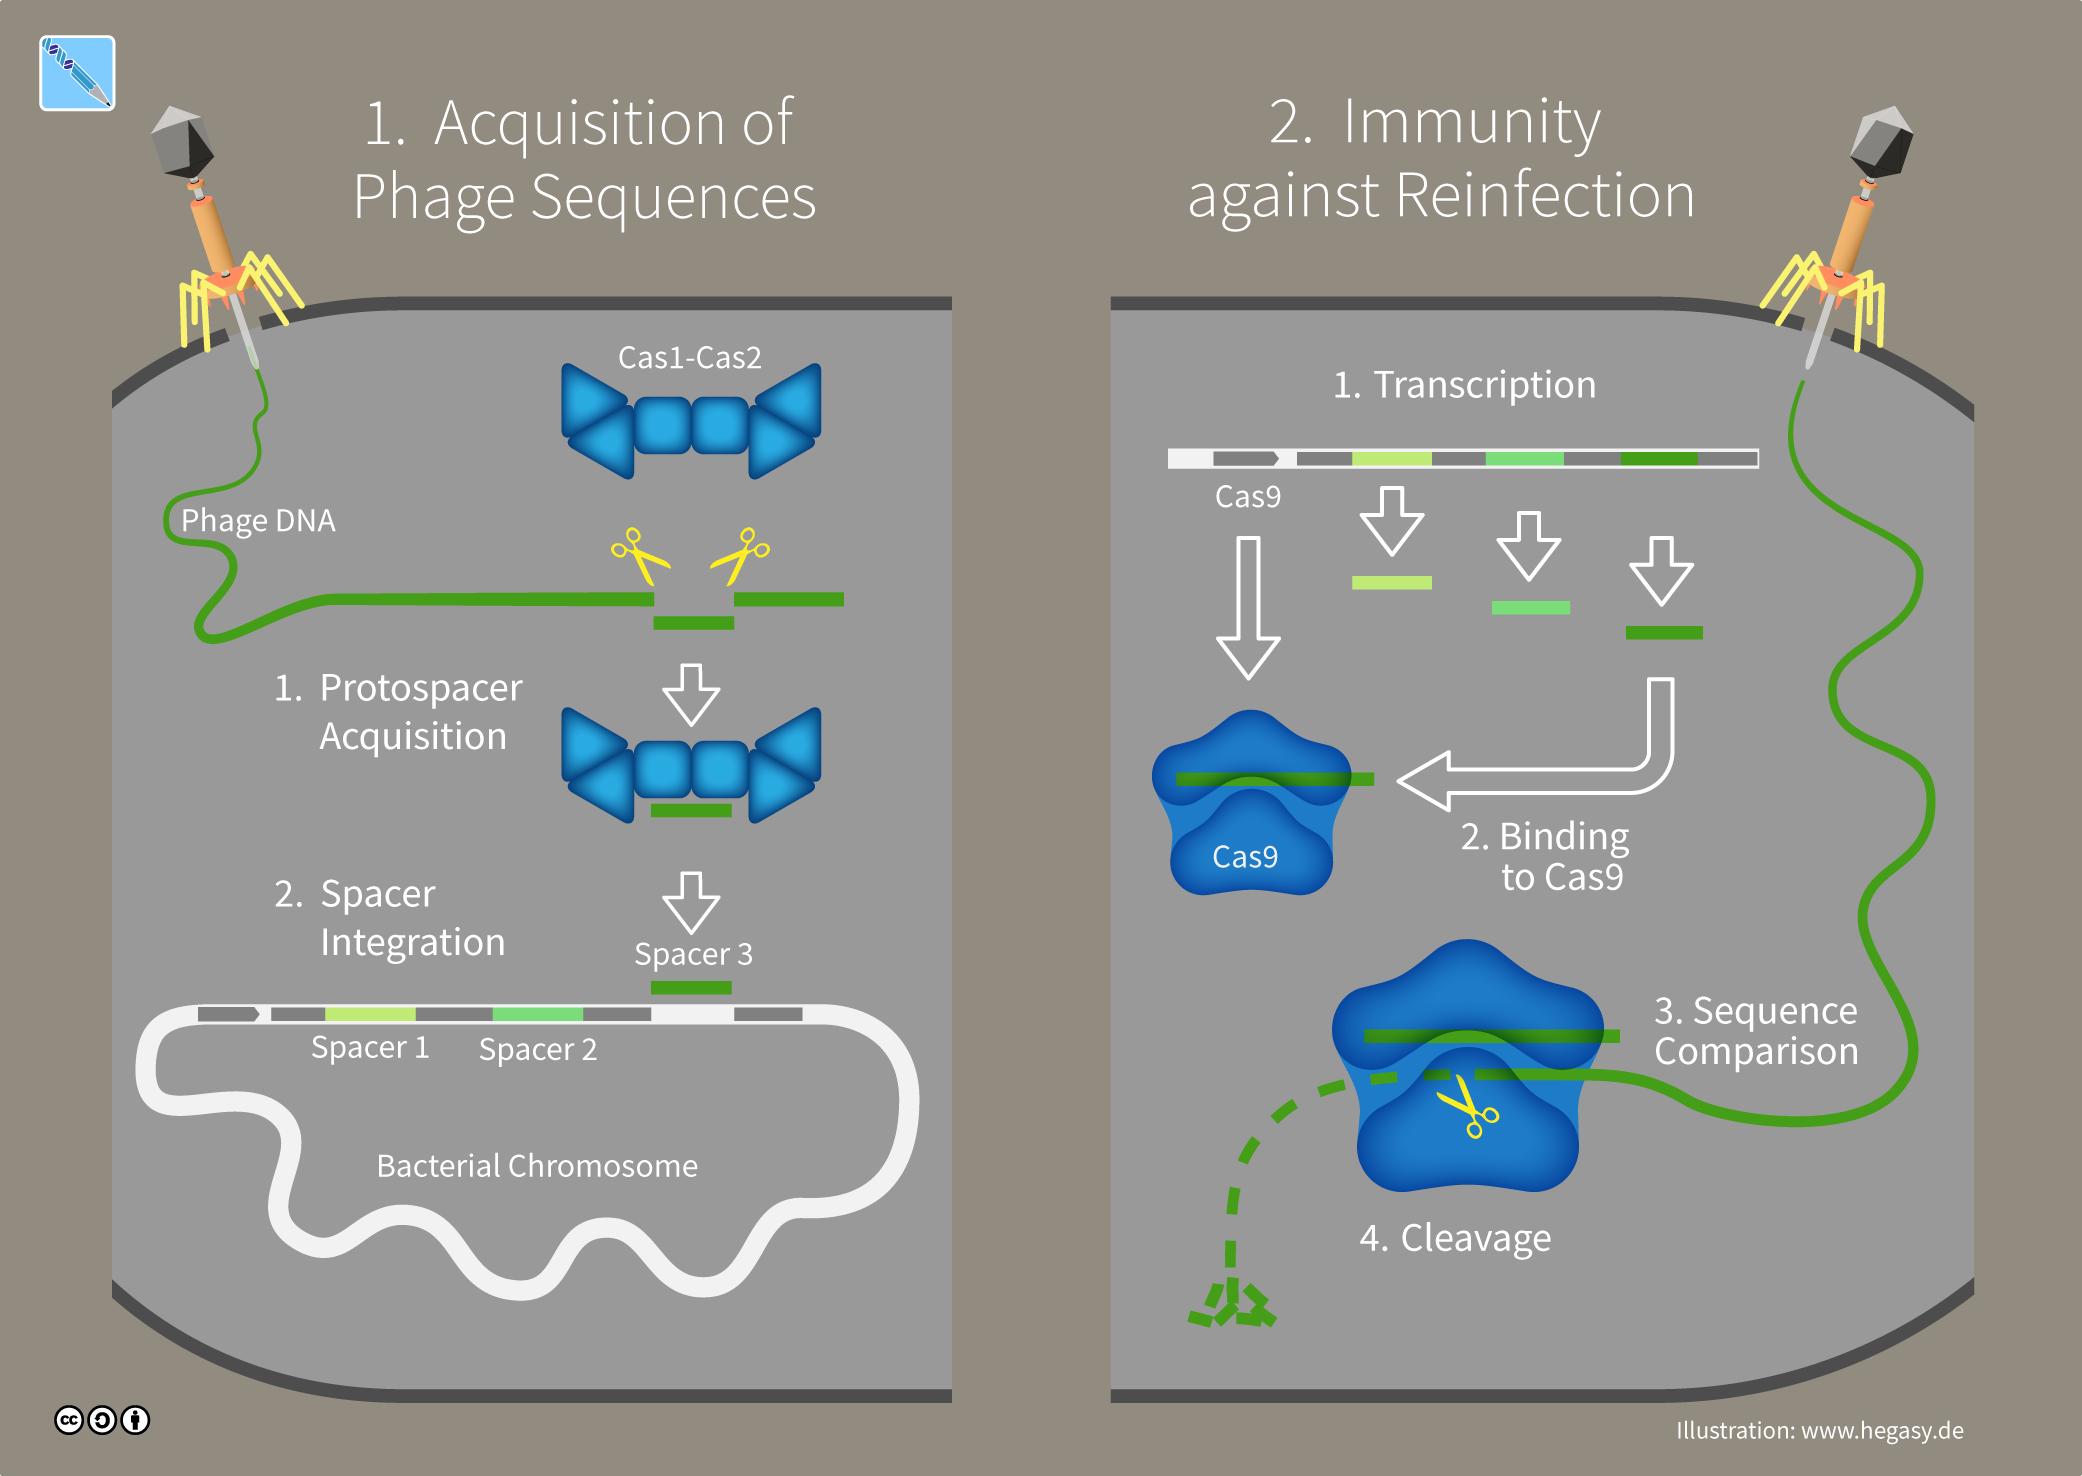 1. Acquisition of
Phage Sequences
Cas1-Cas2
Phage DNA
1. Protospacer
Acquisition
2. Spacer
Integration
Spacer 3
Spacer 1
Spacer 2
Bacterial Chromosome
2. Immunity
against Reinfection
1. Transcription
Cas9
2. Binding
to Cas9
Cas9
3. Sequence
Comparison
4. Cleavage
cc
Illustration: www.hegasy.de